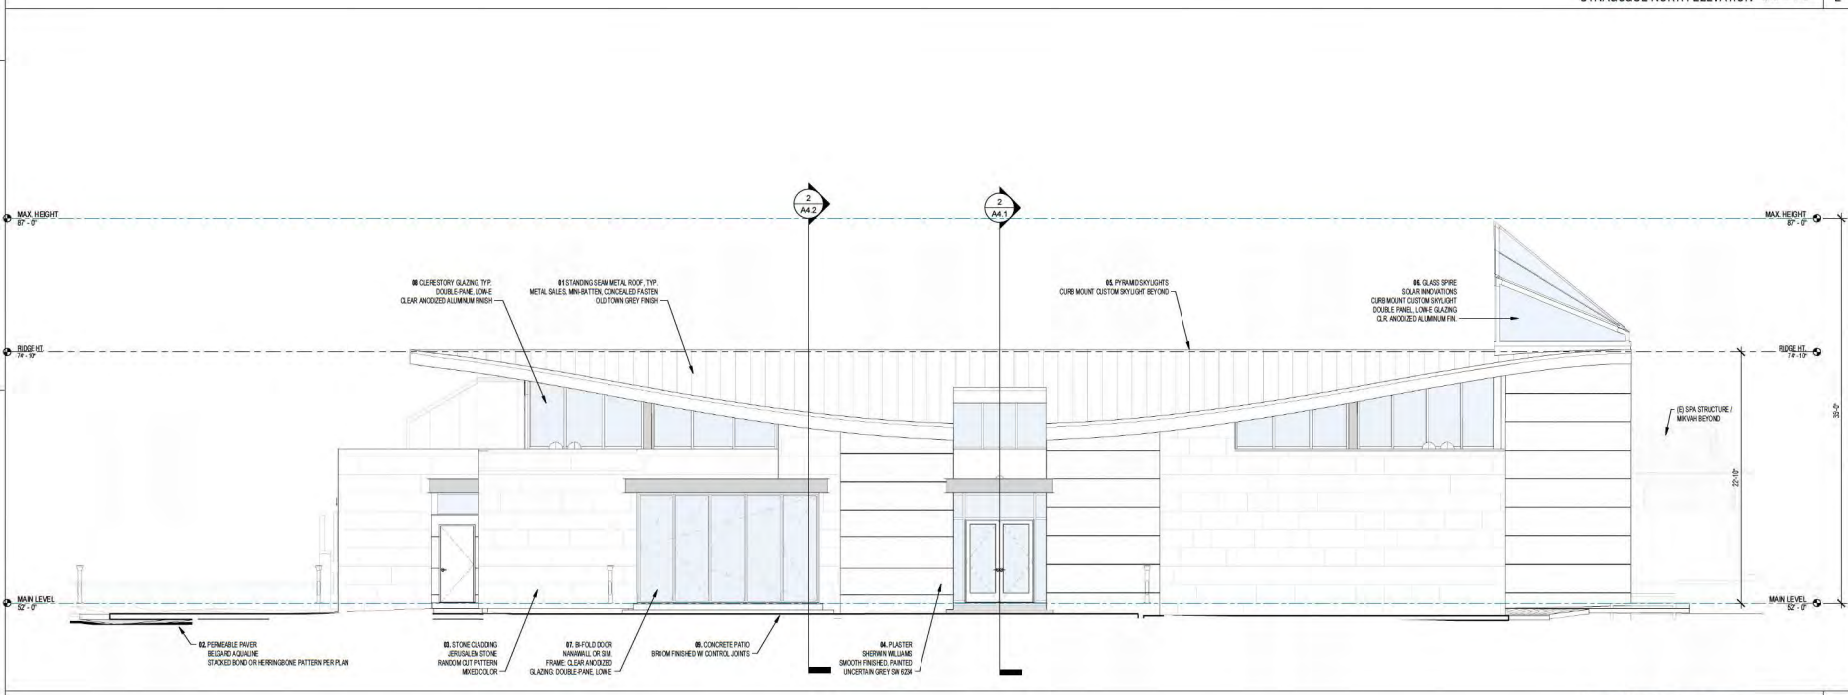 2
A4.2
2
A4.1
MAX. HEIGHT
87' - 0"
MAX. HEIGHT
87' - 0"
08 CLERESTORY GLAZING, TYP.
DOUBLE-PANE, LOW-E
CLEAR ANODIZED ALUMINUM FINISH
01 STANDING SEAM METAL ROOF, TYP.
METAL SALES, MINI-BATTEN, CONCEALED FASTEN
OLD TOWN GREY FINISH
05. PYRAMID SKYLIGHTS
CURB MOUNT CUSTOM SKYLIGHT BEYOND
06. GLASS SPIRE
SOLAR INNOVATIONS
CURB MOUNT CUSTOM SKYLIGHT
DOUBLE PANEL, LOW-E GLAZING
CLR. ANODIZED ALUMINUM FIN.
RIDGE HT.
74' - 10"
RIDGE HT.
74' - 10"
(E) SPA STRUCTURE /
MIKVAH BEYOND
35'-0"
22'-10"
MAIN LEVEL
52' - 0"
MAIN LEVEL
52' - 0"
02. PERMEABLE PAVER
BELGARD AQUALINE
STACKED BOND OR HERRINGBONE PATTERN PER PLAN
03. STONE CLADDING
JERUSALEM STONE
RANDOM CUT PATTERN
MIXED COLOR
07. BI-FOLD DOOR
NANAWALL OR SIM.
FRAME: CLEAR ANODIZED
GLAZING: DOUBLE-PANE, LOW-E
09. CONCRETE PATIO
BROOM FINISHED W/ CONTROL JOINTS
04. PLASTER
SHERWIN WILLIAMS
SMOOTH FINISHED, PAINTED
UNCERTAIN GREY SW 6234